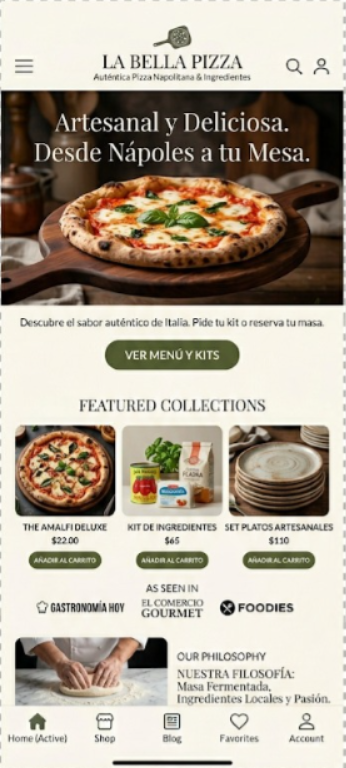 LA BELLA PIZZA
Auténtica Pizza Napolitana & Ingredientes
Artesanal y Deliciosa.
Desde Nápoles a tu Mesa.
Descubre el sabor auténtico de Italia. Pide tu kit o reserva tu masa.
VER MENÚ Y KITS
FEATURED COLLECTIONS
THE AMALFI DELUXE
$22.00
AÑADIR AL CARRITO
KIT DE INGREDIENTES
$65
AÑADIR AL CARRITO
SET PLATOS ARTESANALES
$110
AÑADIR AL CARRITO
AS SEEN IN
GASTRONOMÍA HOY
EL COMERCIO
GOURMET
FOODIES
OUR PHILOSOPHY
NUESTRA FILOSOFÍA:
Masa Fermentada,
Ingredientes Locales y Pasión.
Home (Active)
Shop
Blog
Favorites
Account